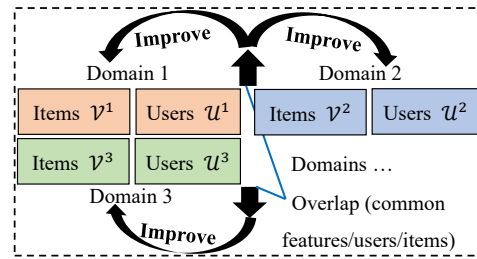 Improve Improve
Domain 1 Domain 2
Items 𝒱¹ Users 𝒰¹ Items 𝒱² Users 𝒰²
Items 𝒱³ Users 𝒰³ Domains …
Domain 3 Overlap (common
Improve features/users/items)